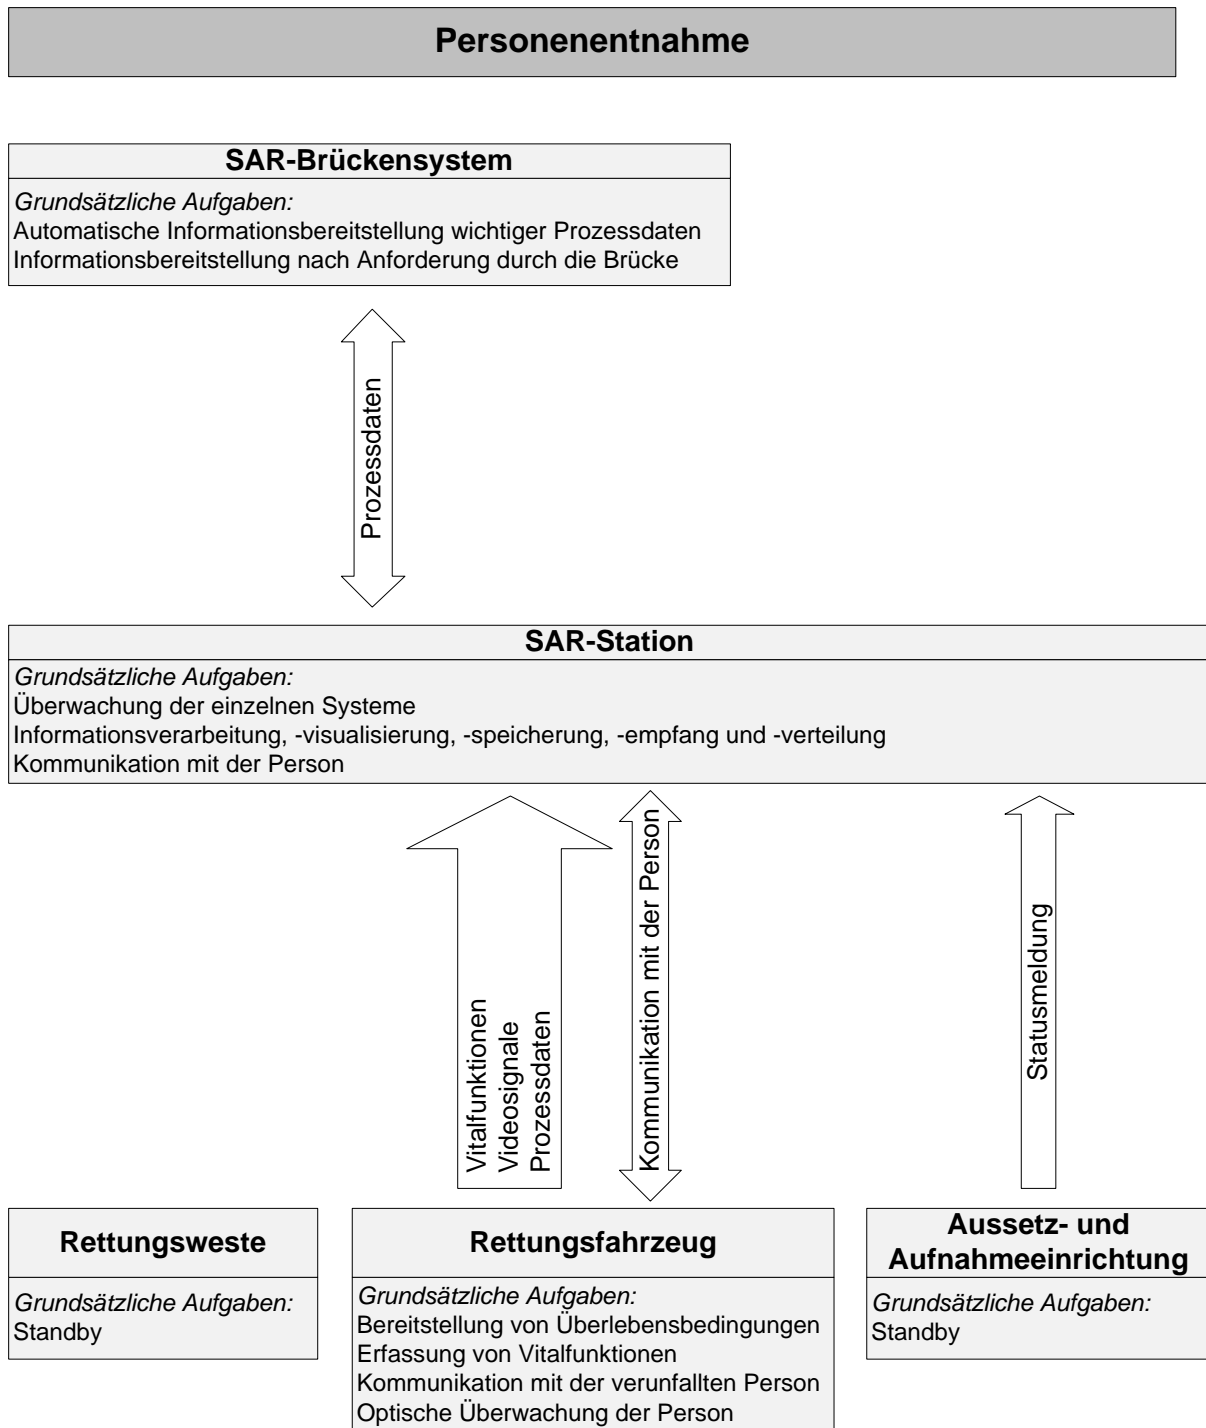 Personenentnahme
SAR-Brückensystem
Grundsätzliche Aufgaben:
Automatische Informationsbereitstellung wichtiger Prozessdaten
Informationsbereitstellung nach Anforderung durch die Brücke
Prozessdaten
SAR-Station
Grundsätzliche Aufgaben:
Überwachung der einzelnen Systeme
Informationsverarbeitung, -visualisierung, -speicherung, -empfang und -verteilung
Kommunikation mit der Person
Vitalfunktionen
Videosignale
Prozessdaten
Kommunikation mit der Person
Statusmeldung
Rettungsweste
Grundsätzliche Aufgaben:
Standby
Rettungsfahrzeug
Grundsätzliche Aufgaben:
Bereitstellung von Überlebensbedingungen
Erfassung von Vitalfunktionen
Kommunikation mit der verunfallten Person
Optische Überwachung der Person
Aussetz- und
Aufnahmeeinrichtung
Grundsätzliche Aufgaben:
Standby